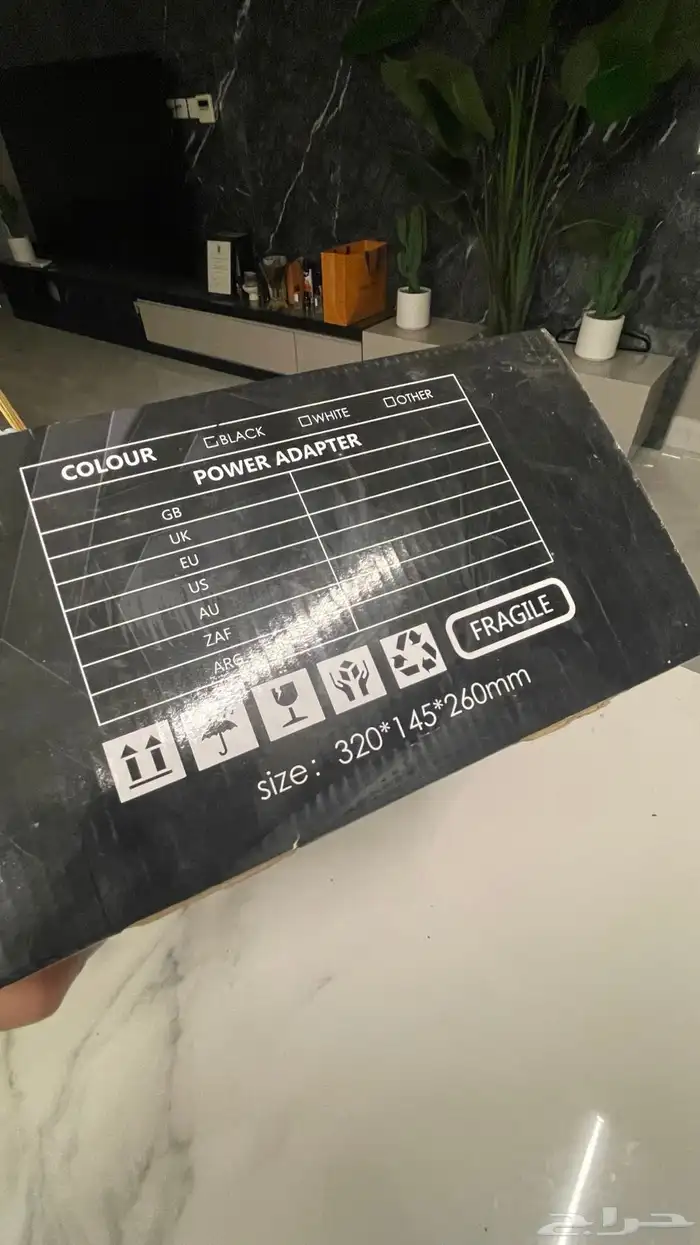 COLOUR □BLACK □WHITE □OTHER
POWER ADAPTER
GB
UK
EU
US
AU
ZAF
ARG
FRAGILE
size: 320*145*260mm
حراج